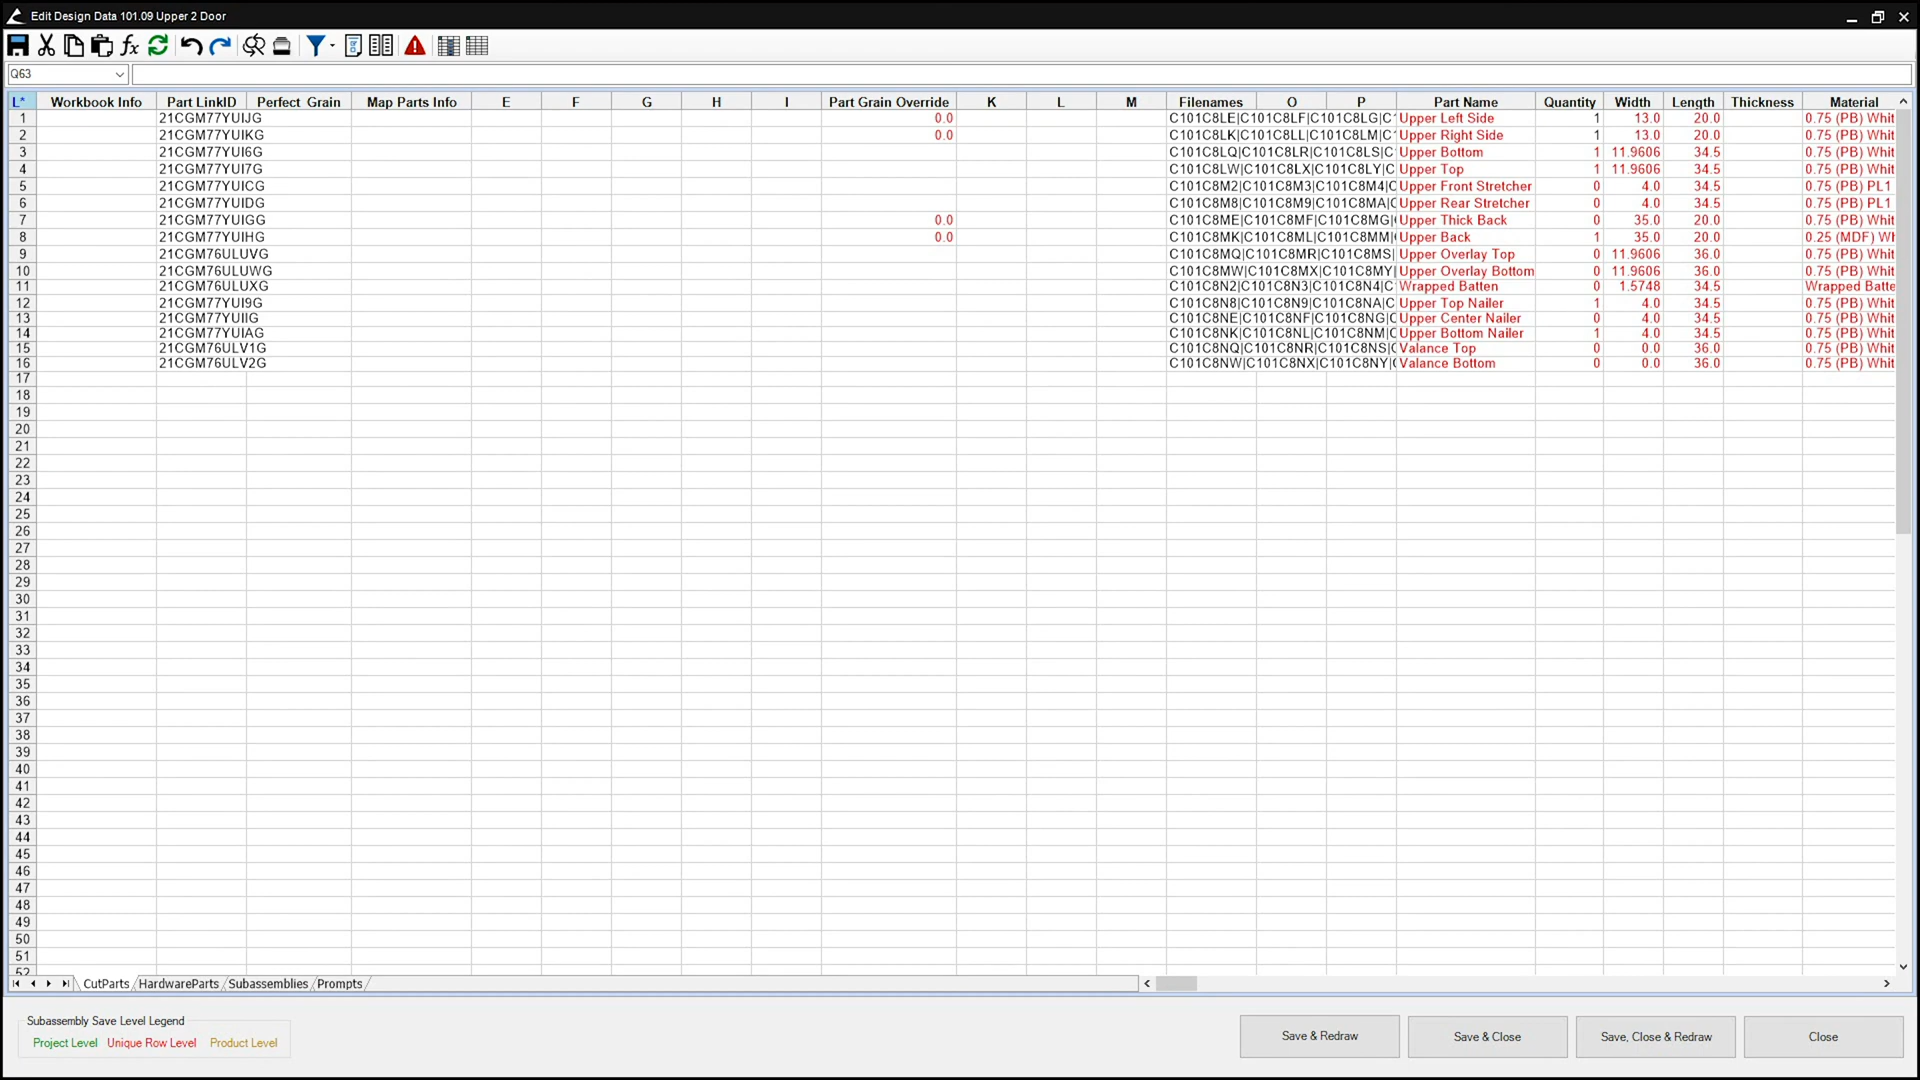 Edit Design Data 101.09 Upper 2 Door
Q63
L* Workbook Info Part LinkID Perfect Grain Map Parts Info E F G H I Part Grain Override K L M Filenames O P Part Name Quantity Width Length Thickness Material
1 21CGM77YUIJG 0.0 C101C8LE|C101C8LF|C101C8LG|C Upper Left Side 1 13.0 20.0 0.75 (PB) Whit
2 21CGM77YUIKG 0.0 C101C8LK|C101C8LL|C101C8LM|C Upper Right Side 1 13.0 20.0 0.75 (PB) Whit
3 21CGM77YUI6G C101C8LQ|C101C8LR|C101C8LS|C Upper Bottom 1 11.9606 34.5 0.75 (PB) Whit
4 21CGM77YUI7G C101C8LW|C101C8LX|C101C8LY|C Upper Top 1 11.9606 34.5 0.75 (PB) Whit
5 21CGM77YUICG C101C8M2|C101C8M3|C101C8M4|C Upper Front Stretcher 0 4.0 34.5 0.75 (PB) PL1
6 21CGM77YUIDG C101C8M8|C101C8M9|C101C8MA|C Upper Rear Stretcher 0 4.0 34.5 0.75 (PB) PL1
7 21CGM77YUIGG 0.0 C101C8ME|C101C8MF|C101C8MG| Upper Thick Back 0 35.0 20.0 0.75 (PB) Whit
8 21CGM77YUIHG 0.0 C101C8MK|C101C8ML|C101C8MM| Upper Back 1 35.0 20.0 0.25 (MDF) Wh
9 21CGM76ULUVG C101C8MQ|C101C8MR|C101C8MS| Upper Overlay Top 0 11.9606 36.0 0.75 (PB) Whit
10 21CGM76ULUWG C101C8MW|C101C8MX|C101C8MY| Upper Overlay Bottom 0 11.9606 36.0 0.75 (PB) Whit
11 21CGM76ULUXG C101C8N2|C101C8N3|C101C8N4|C Wrapped Batten 0 1.5748 34.5 Wrapped Batte
12 21CGM77YUI9G C101C8N8|C101C8N9|C101C8NA|C Upper Top Nailer 1 4.0 34.5 0.75 (PB) Whit
13 21CGM77YUIIG C101C8NE|C101C8NF|C101C8NG|C Upper Center Nailer 0 4.0 34.5 0.75 (PB) Whit
14 21CGM77YUIAG C101C8NK|C101C8NL|C101C8NM|C Upper Bottom Nailer 1 4.0 34.5 0.75 (PB) Whit
15 21CGM76ULV1G C101C8NQ|C101C8NR|C101C8NS|C Valance Top 0 0.0 36.0 0.75 (PB) Whit
16 21CGM76ULV2G C101C8NW|C101C8NX|C101C8NY| Valance Bottom 0 0.0 36.0 0.75 (PB) Whit
17
18
19
20
21
22
23
24
25
26
27
28
29
30
31
32
33
34
35
36
37
38
39
40
41
42
43
44
45
46
47
48
49
50
51
52
CutParts HardwareParts Subassemblies Prompts
Subassembly Save Level Legend
Project Level Unique Row Level Product Level
Save & Redraw Save & Close Save, Close & Redraw Close